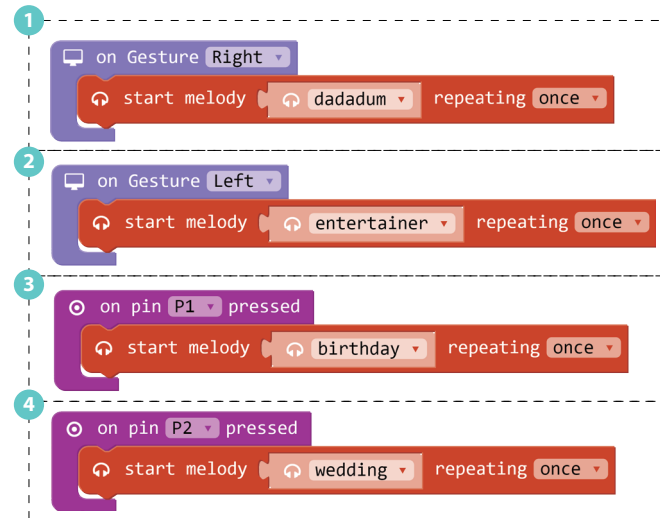 1
on Gesture Right
start melody dadadum repeating once
2
on Gesture Left
start melody entertainer repeating once
3
on pin P1 pressed
start melody birthday repeating once
4
on pin P2 pressed
start melody wedding repeating once